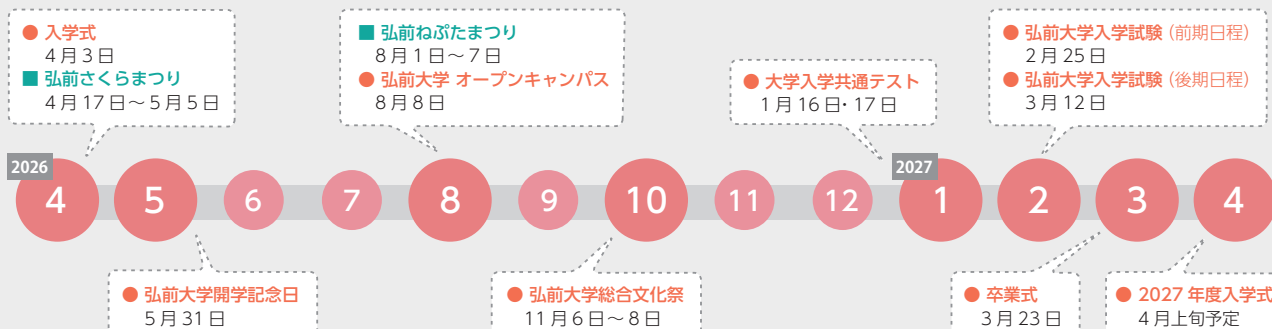 ● 入学式
4月3日
■ 弘前さくらまつり
4月17日～5月5日
■ 弘前ねぷたまつり
8月1日～7日
● 弘前大学 オープンキャンパス
8月8日
● 大学入学共通テスト
1月16日・17日
● 弘前大学入学試験（前期日程）
2月25日
● 弘前大学入学試験（後期日程）
3月12日
2026
2027
4 5 6 7 8 9 10 11 12 1 2 3 4
● 弘前大学開学記念日
5月31日
● 弘前大学総合文化祭
11月6日～8日
● 卒業式
3月23日
● 2027年度入学式
4月上旬予定